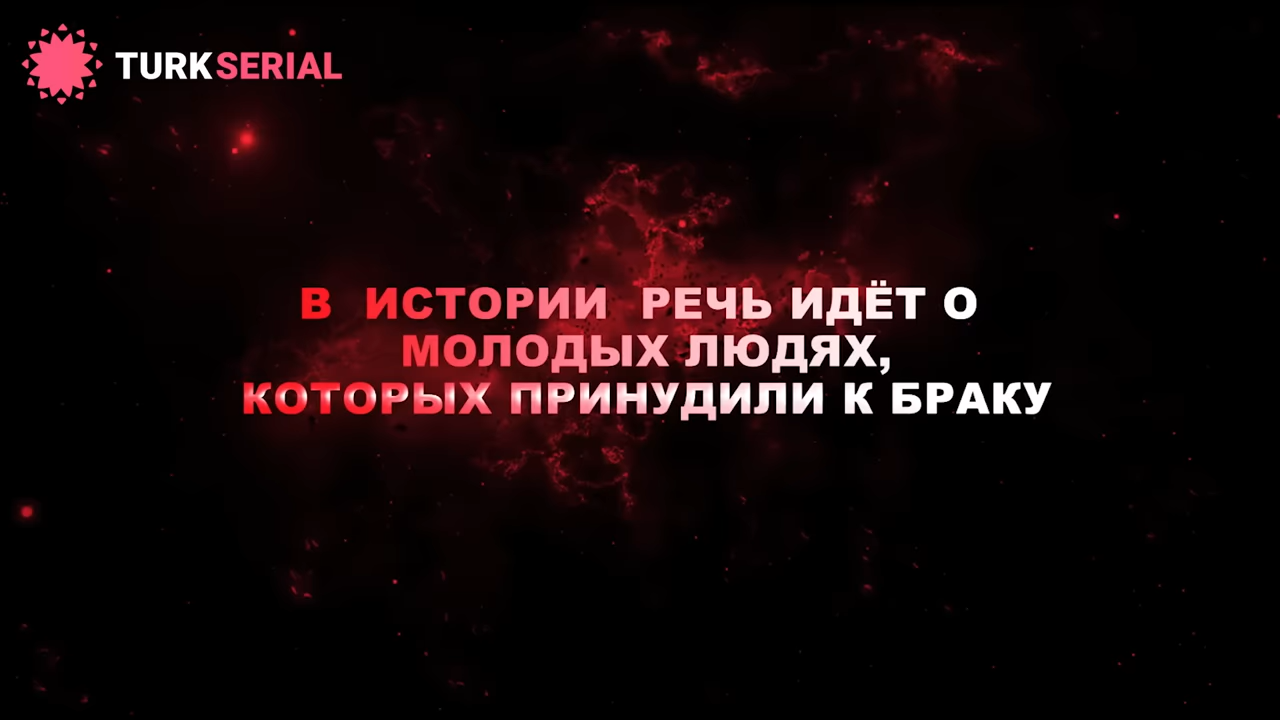 TURKSERIAL
В ИСТОРИИ РЕЧЬ ИДЁТ О
МОЛОДЫХ ЛЮДЯХ,
КОТОРЫХ ПРИНУДИЛИ К БРАКУ